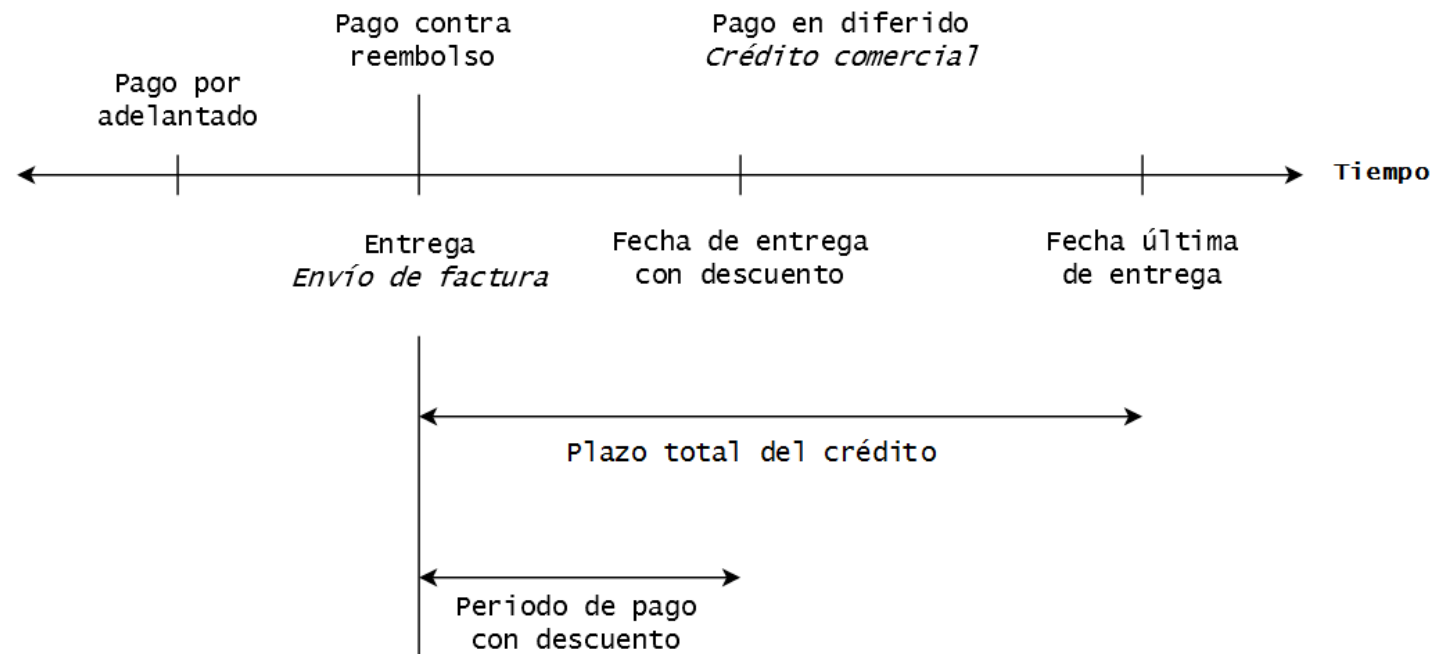 Pago contra
reembolso
Pago en diferido
Crédito comercial
Pago por
adelantado
Tiempo
Entrega
Envío de factura
Fecha de entrega
con descuento
Fecha última
de entrega
Plazo total del crédito
Periodo de pago
con descuento